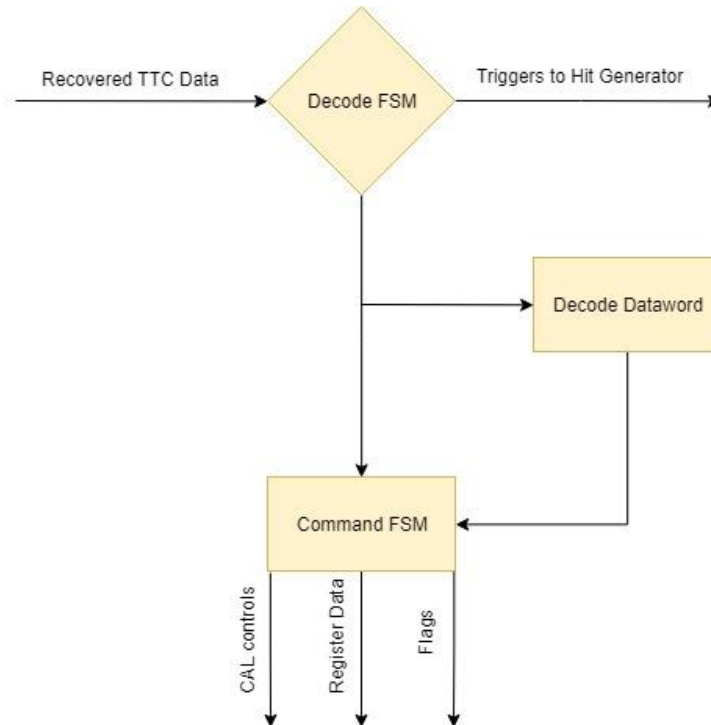 Recovered TTC Data
Triggers to Hit Generator
Decode FSM
Decode Dataword
Command FSM
CAL controls
Register Data
Flags